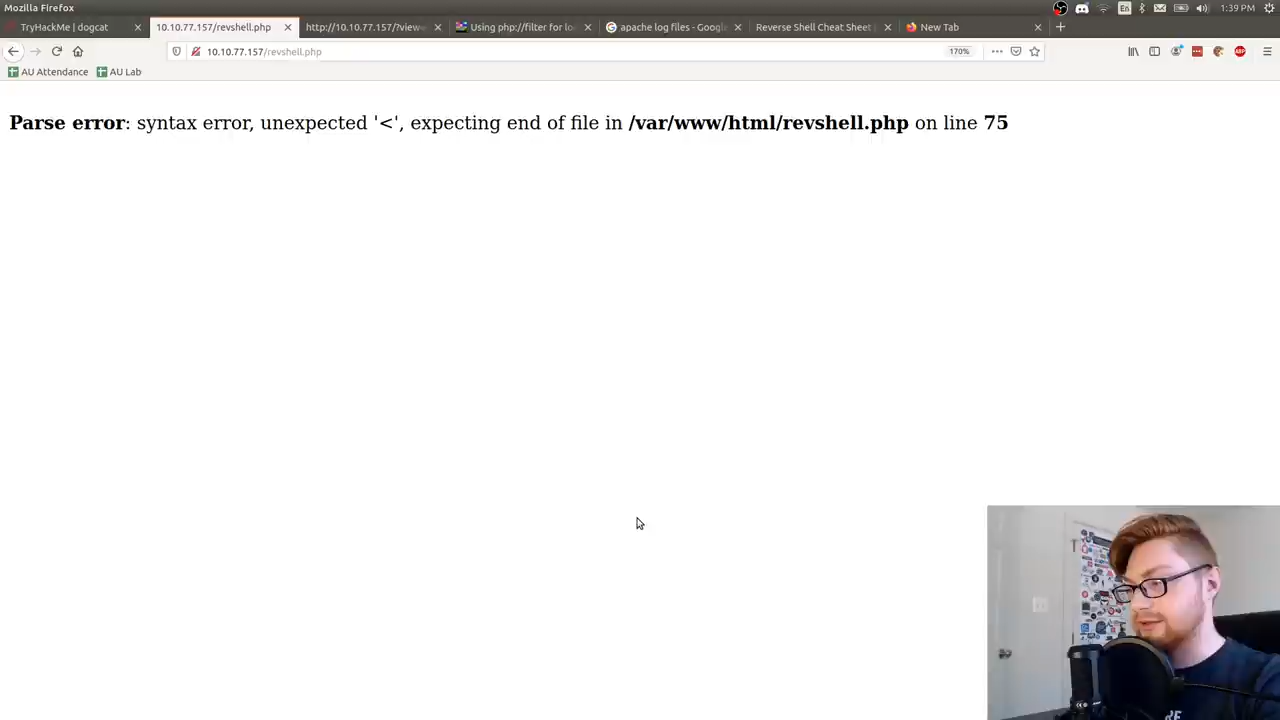 Mozilla Firefox
En
1:39 PM
TryHackMe | dogcat
10.10.77.157/revshell.php
http://10.10.77.157/?view=
Using php://filter for lo
apache log files - Google
Reverse Shell Cheat Sheet |
New Tab
10.10.77.157/revshell.php
170%
ABP
AU Attendance
AU Lab
Parse error: syntax error, unexpected '<', expecting end of file in /var/www/html/revshell.php on line 75